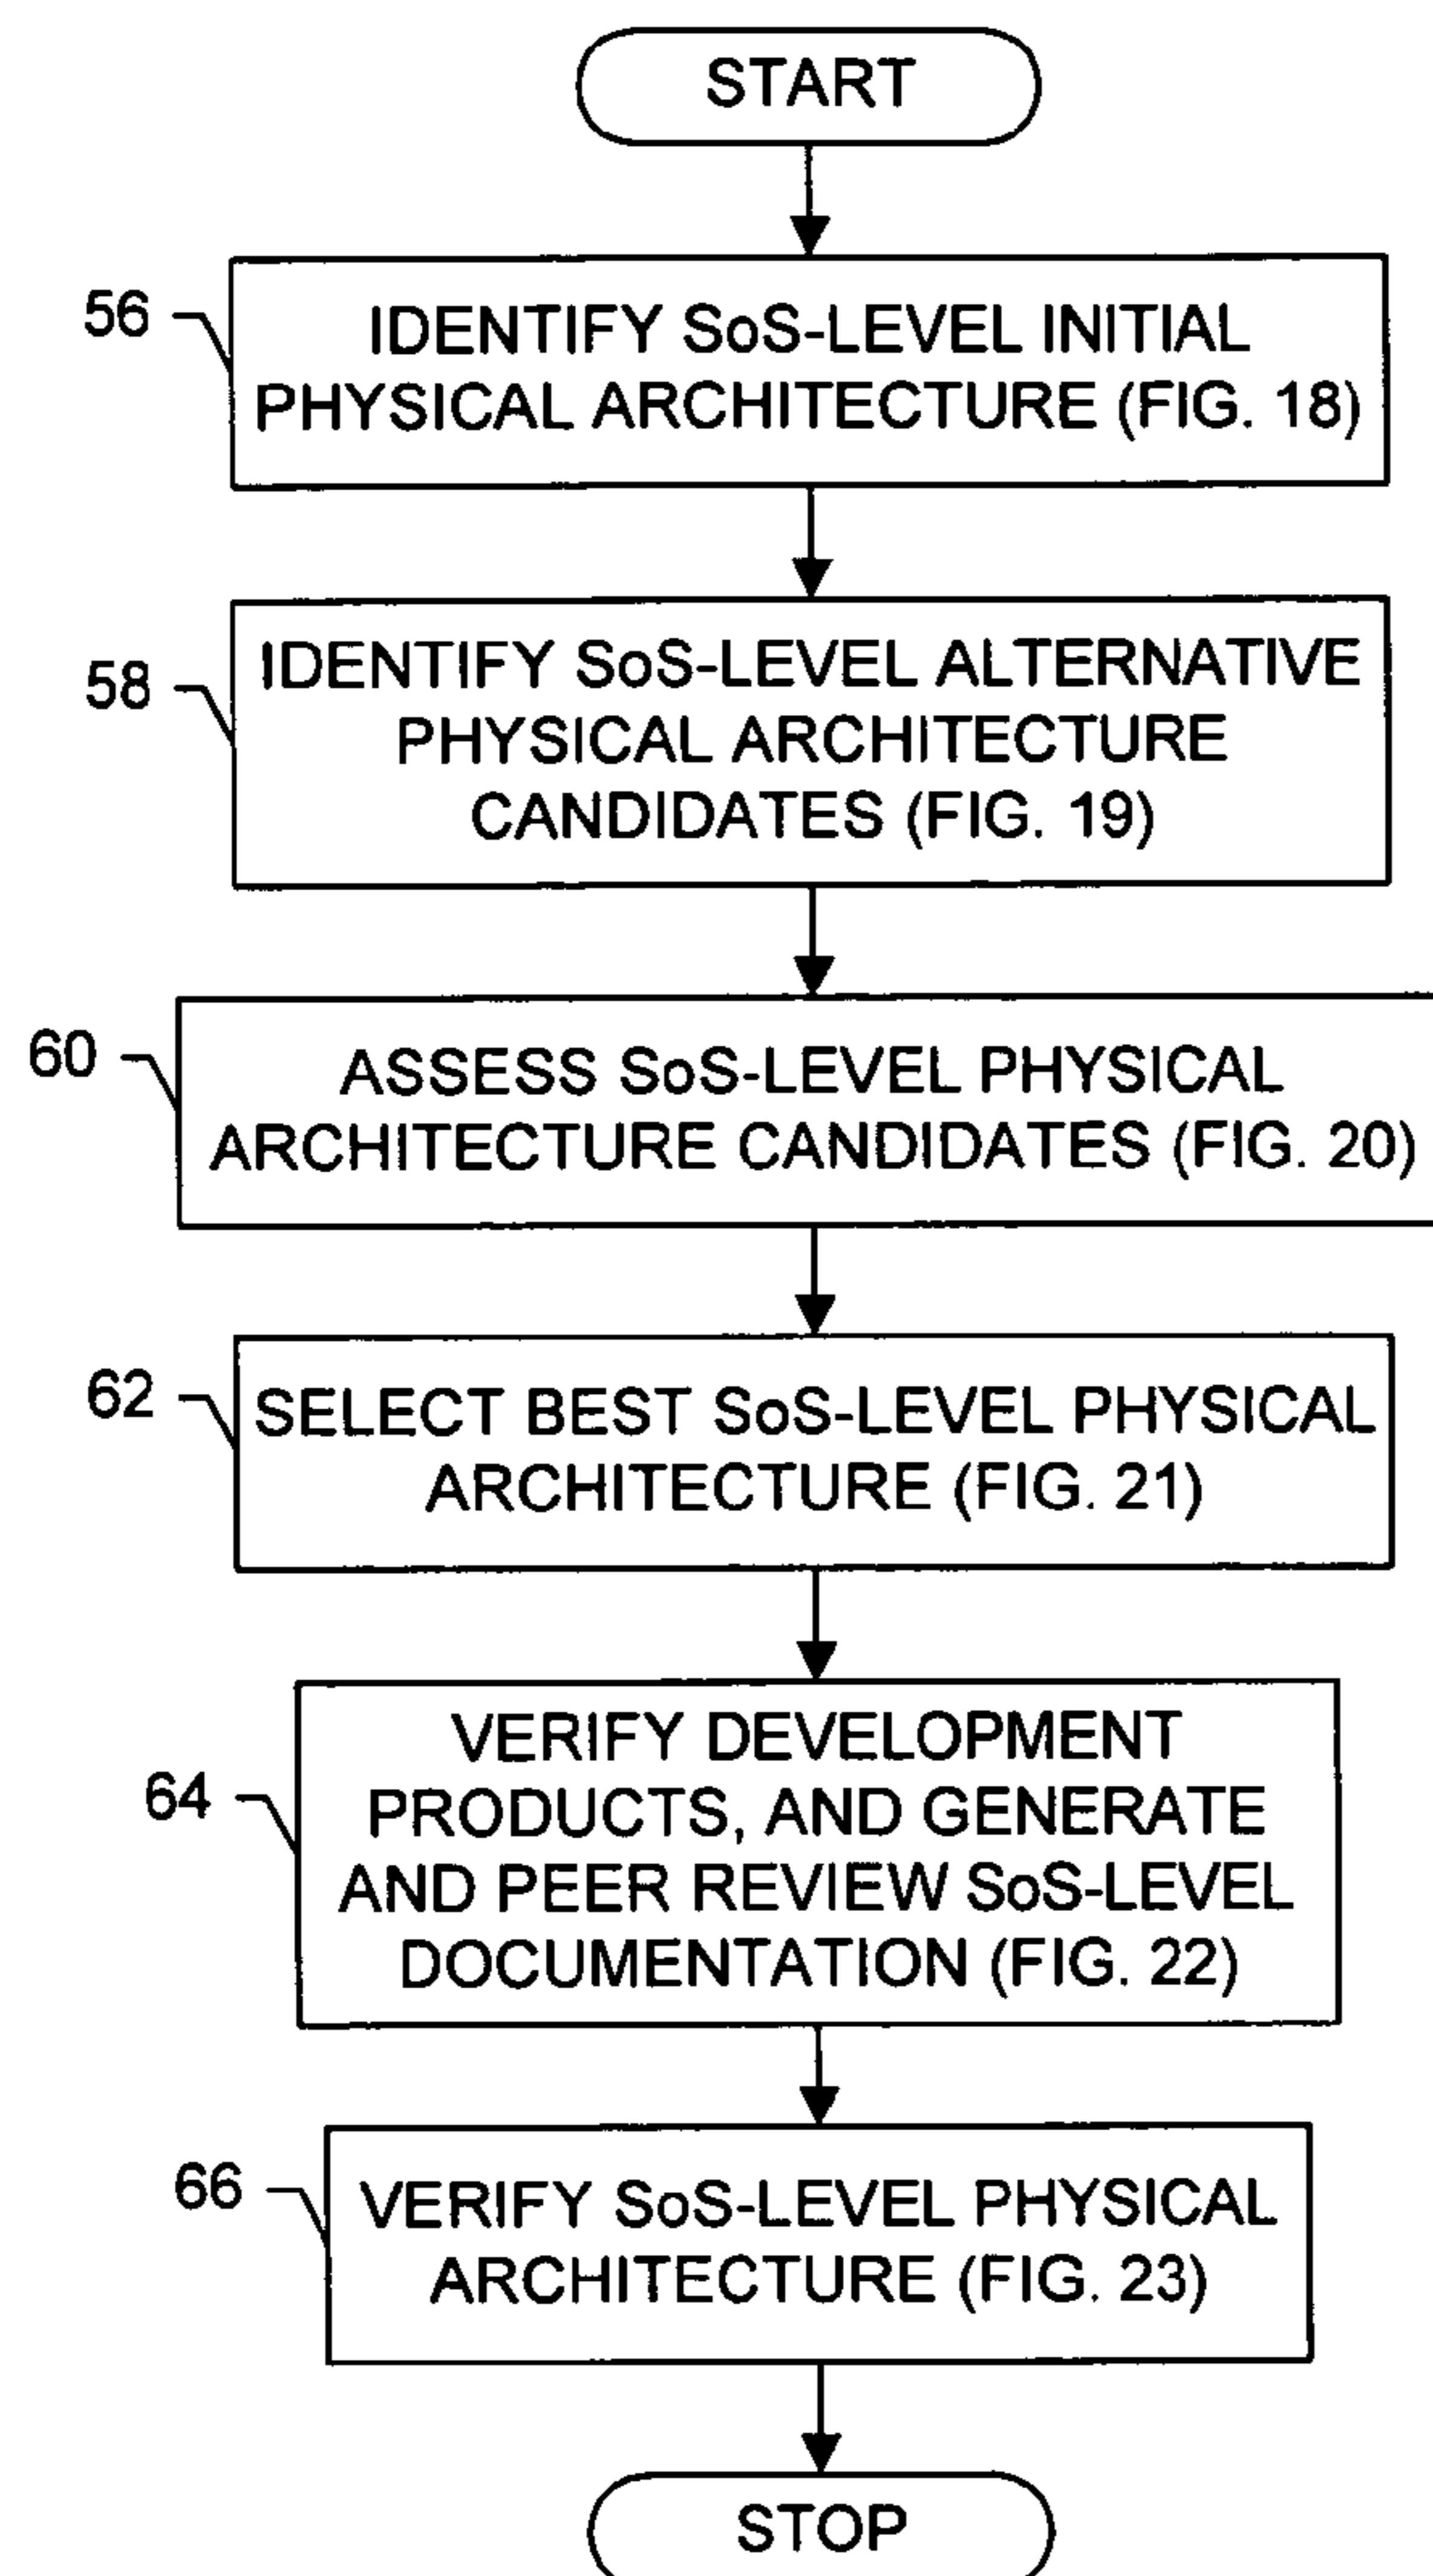 START
56
IDENTIFY SoS-LEVEL INITIAL
PHYSICAL ARCHITECTURE (FIG. 18)
58
IDENTIFY SoS-LEVEL ALTERNATIVE
PHYSICAL ARCHITECTURE
CANDIDATES (FIG. 19)
60
ASSESS SoS-LEVEL PHYSICAL
ARCHITECTURE CANDIDATES (FIG. 20)
62
SELECT BEST SoS-LEVEL PHYSICAL
ARCHITECTURE (FIG. 21)
64
VERIFY DEVELOPMENT
PRODUCTS, AND GENERATE
AND PEER REVIEW SoS-LEVEL
DOCUMENTATION (FIG. 22)
66
VERIFY SoS-LEVEL PHYSICAL
ARCHITECTURE (FIG. 23)
STOP